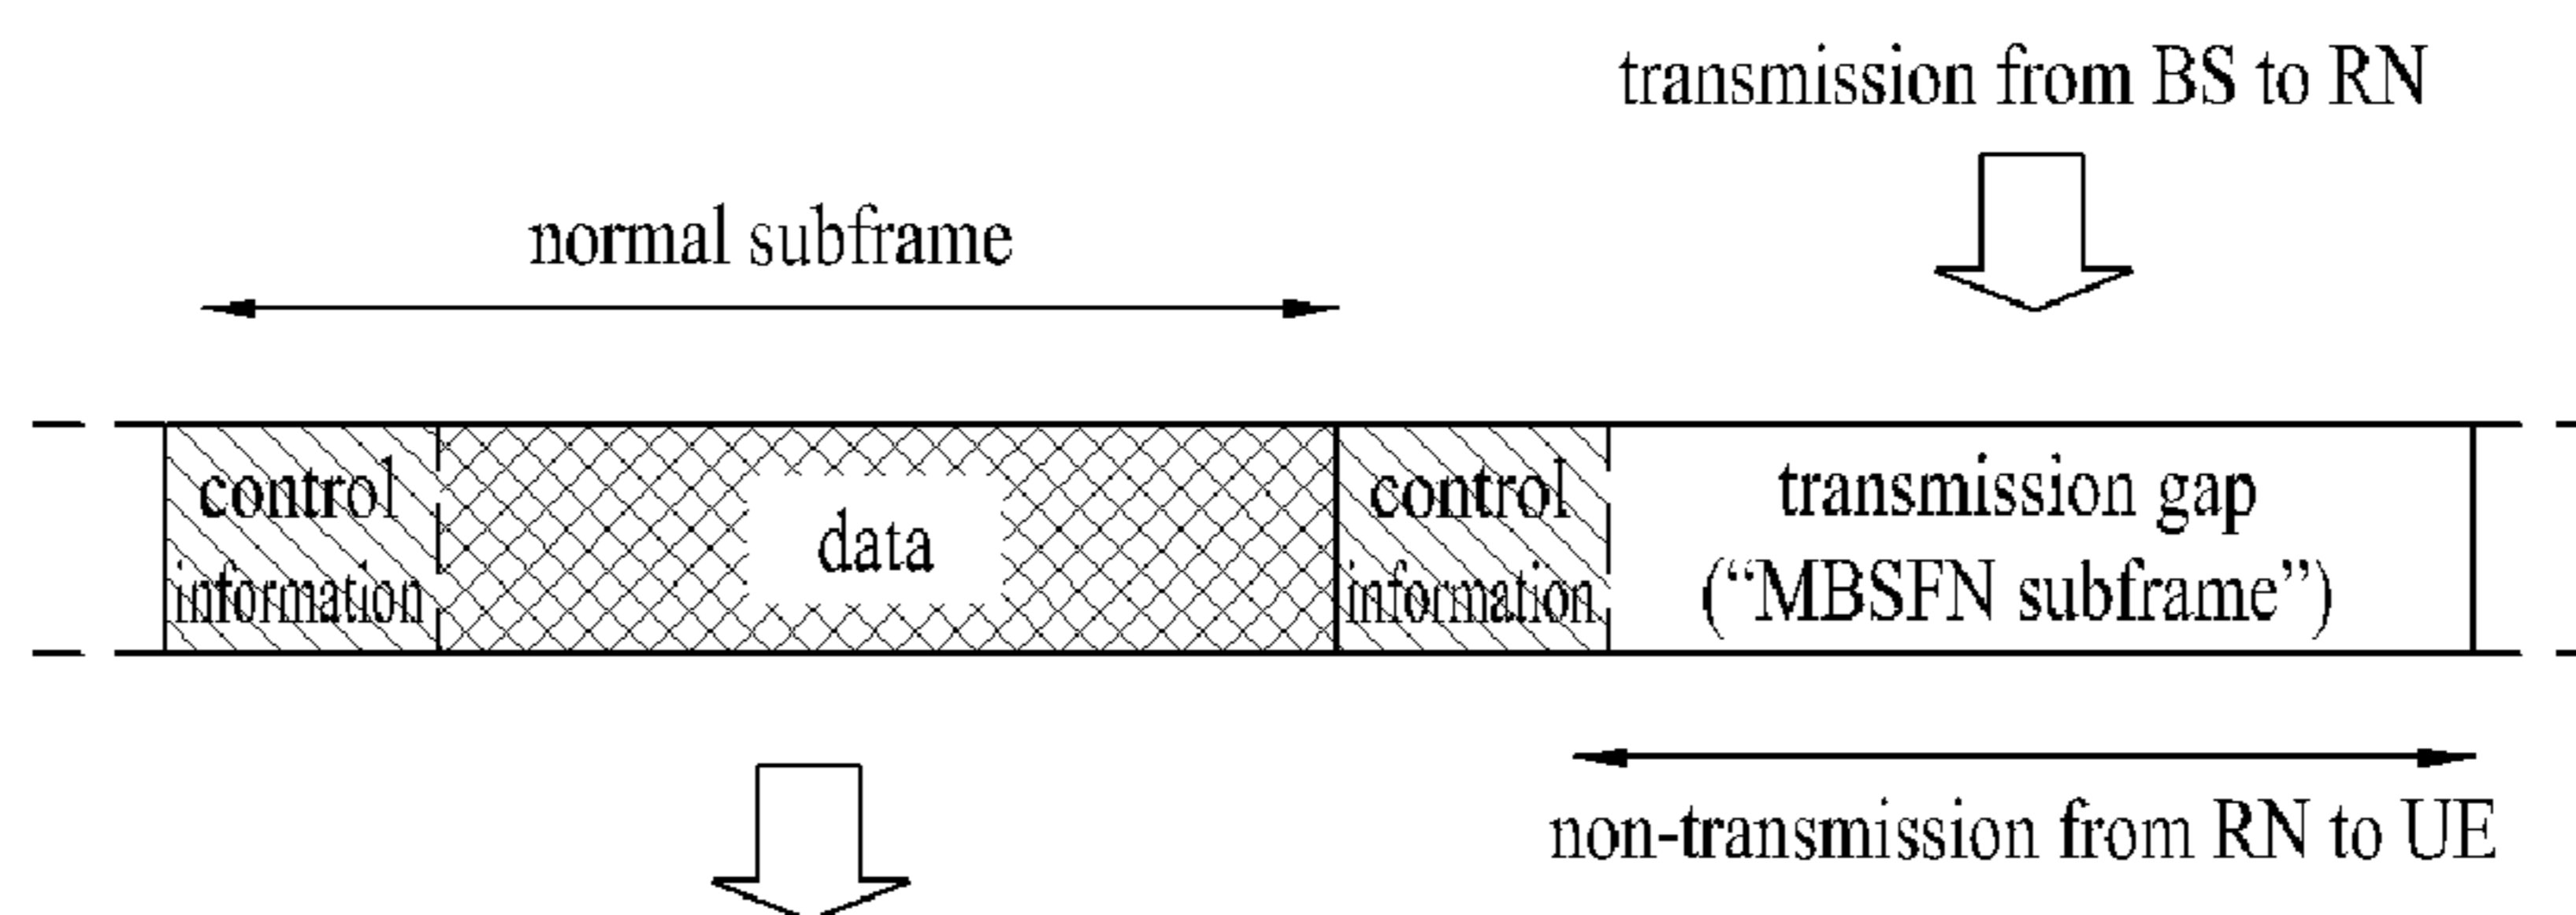 transmission from BS to RN
normal subframe
control
information
data
control
information
transmission gap
(“MBSFN subframe”)
non-transmission from RN to UE